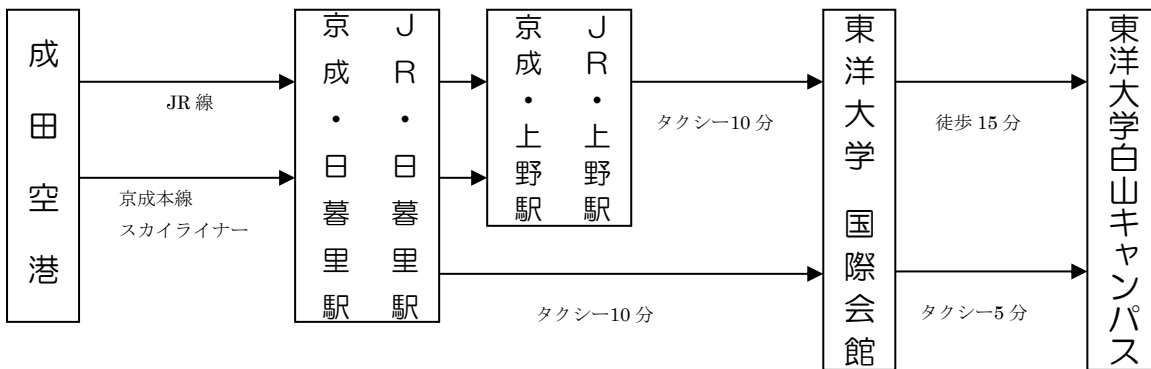 成田空港
JR 線
京成本線
スカイライナー
JR・日暮里駅
京成・日暮里駅
JR・上野駅
京成・上野駅
タクシー10 分
タクシー10 分
東洋大学 国際会館
徒歩 15 分
タクシー5 分
東洋大学白山キャンパス